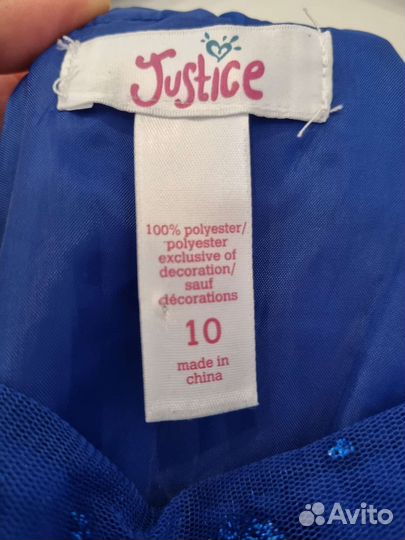 Justice
100% polyester/
polyester
exclusive of
decoration/
sauf
décorations
10
made in
china
Avito